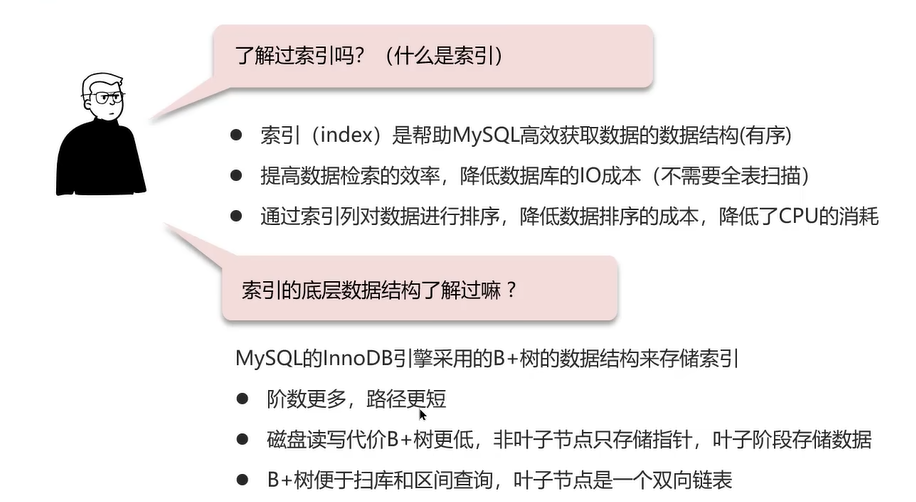 了解过索引吗？（什么是索引）
● 索引（index）是帮助MySQL高效获取数据的数据结构(有序)
● 提高数据检索的效率，降低数据库的IO成本（不需要全表扫描）
● 通过索引列对数据进行排序，降低数据排序的成本，降低了CPU的消耗
索引的底层数据结构了解过嘛 ?
MySQL的InnoDB引擎采用的B+树的数据结构来存储索引
● 阶数更多，路径更短
● 磁盘读写代价B+树更低，非叶子节点只存储指针，叶子阶段存储数据
● B+树便于扫库和区间查询，叶子节点是一个双向链表